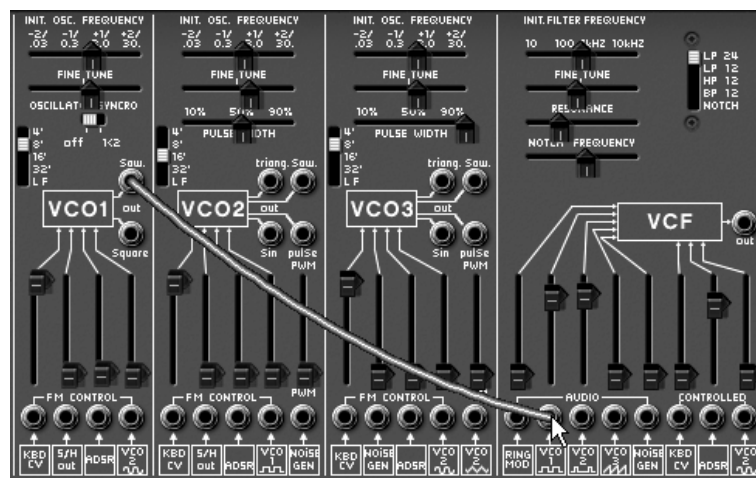 INIT. OSC. FREQUENCY
-2/ -1/ +1/ +2/
.03 0.3 3.0 30.
FINE TUNE
OSCILLATOR SYNCRO
off 1K2
4'
8'
16'
32'
LF
Saw.
VCO1
out
Square
FM CONTROL
KBD CV
S/H out
ADSR
VCO 2
INIT. OSC. FREQUENCY
-2/ -1/ +1/ +2/
.03 0.3 3.0 30.
FINE TUNE
10% 50% 90%
PULSE WIDTH
4'
8'
16'
32'
LF
triang. Saw.
VCO2
out
Sin pulse
PWM
PWM
FM CONTROL
KBD CV
S/H out
ADSR
VCO 1
NOISE GEN
INIT. OSC. FREQUENCY
-2/ -1/ +1/ +2/
.03 0.3 3.0 30.
FINE TUNE
10% 50% 90%
PULSE WIDTH
4'
8'
16'
32'
LF
triang. Saw.
VCO3
out
Sin pulse
PWM
FM CONTROL
KBD CV
NOISE GEN
ADSR
VCO 2
VCO 2
INIT. FILTER FREQUENCY
10 100 1kHZ 10kHZ
FINE TUNE
RESONANCE
NOTCH FREQUENCY
LP 24
LP 12
HP 12
BP 12
NOTCH
VCF
out
AUDIO
CONTROLLED
RING MOD
VCO 1
VCO 2
VCO 3
NOISE GEN
KBD CV
ADSR
VCO 2